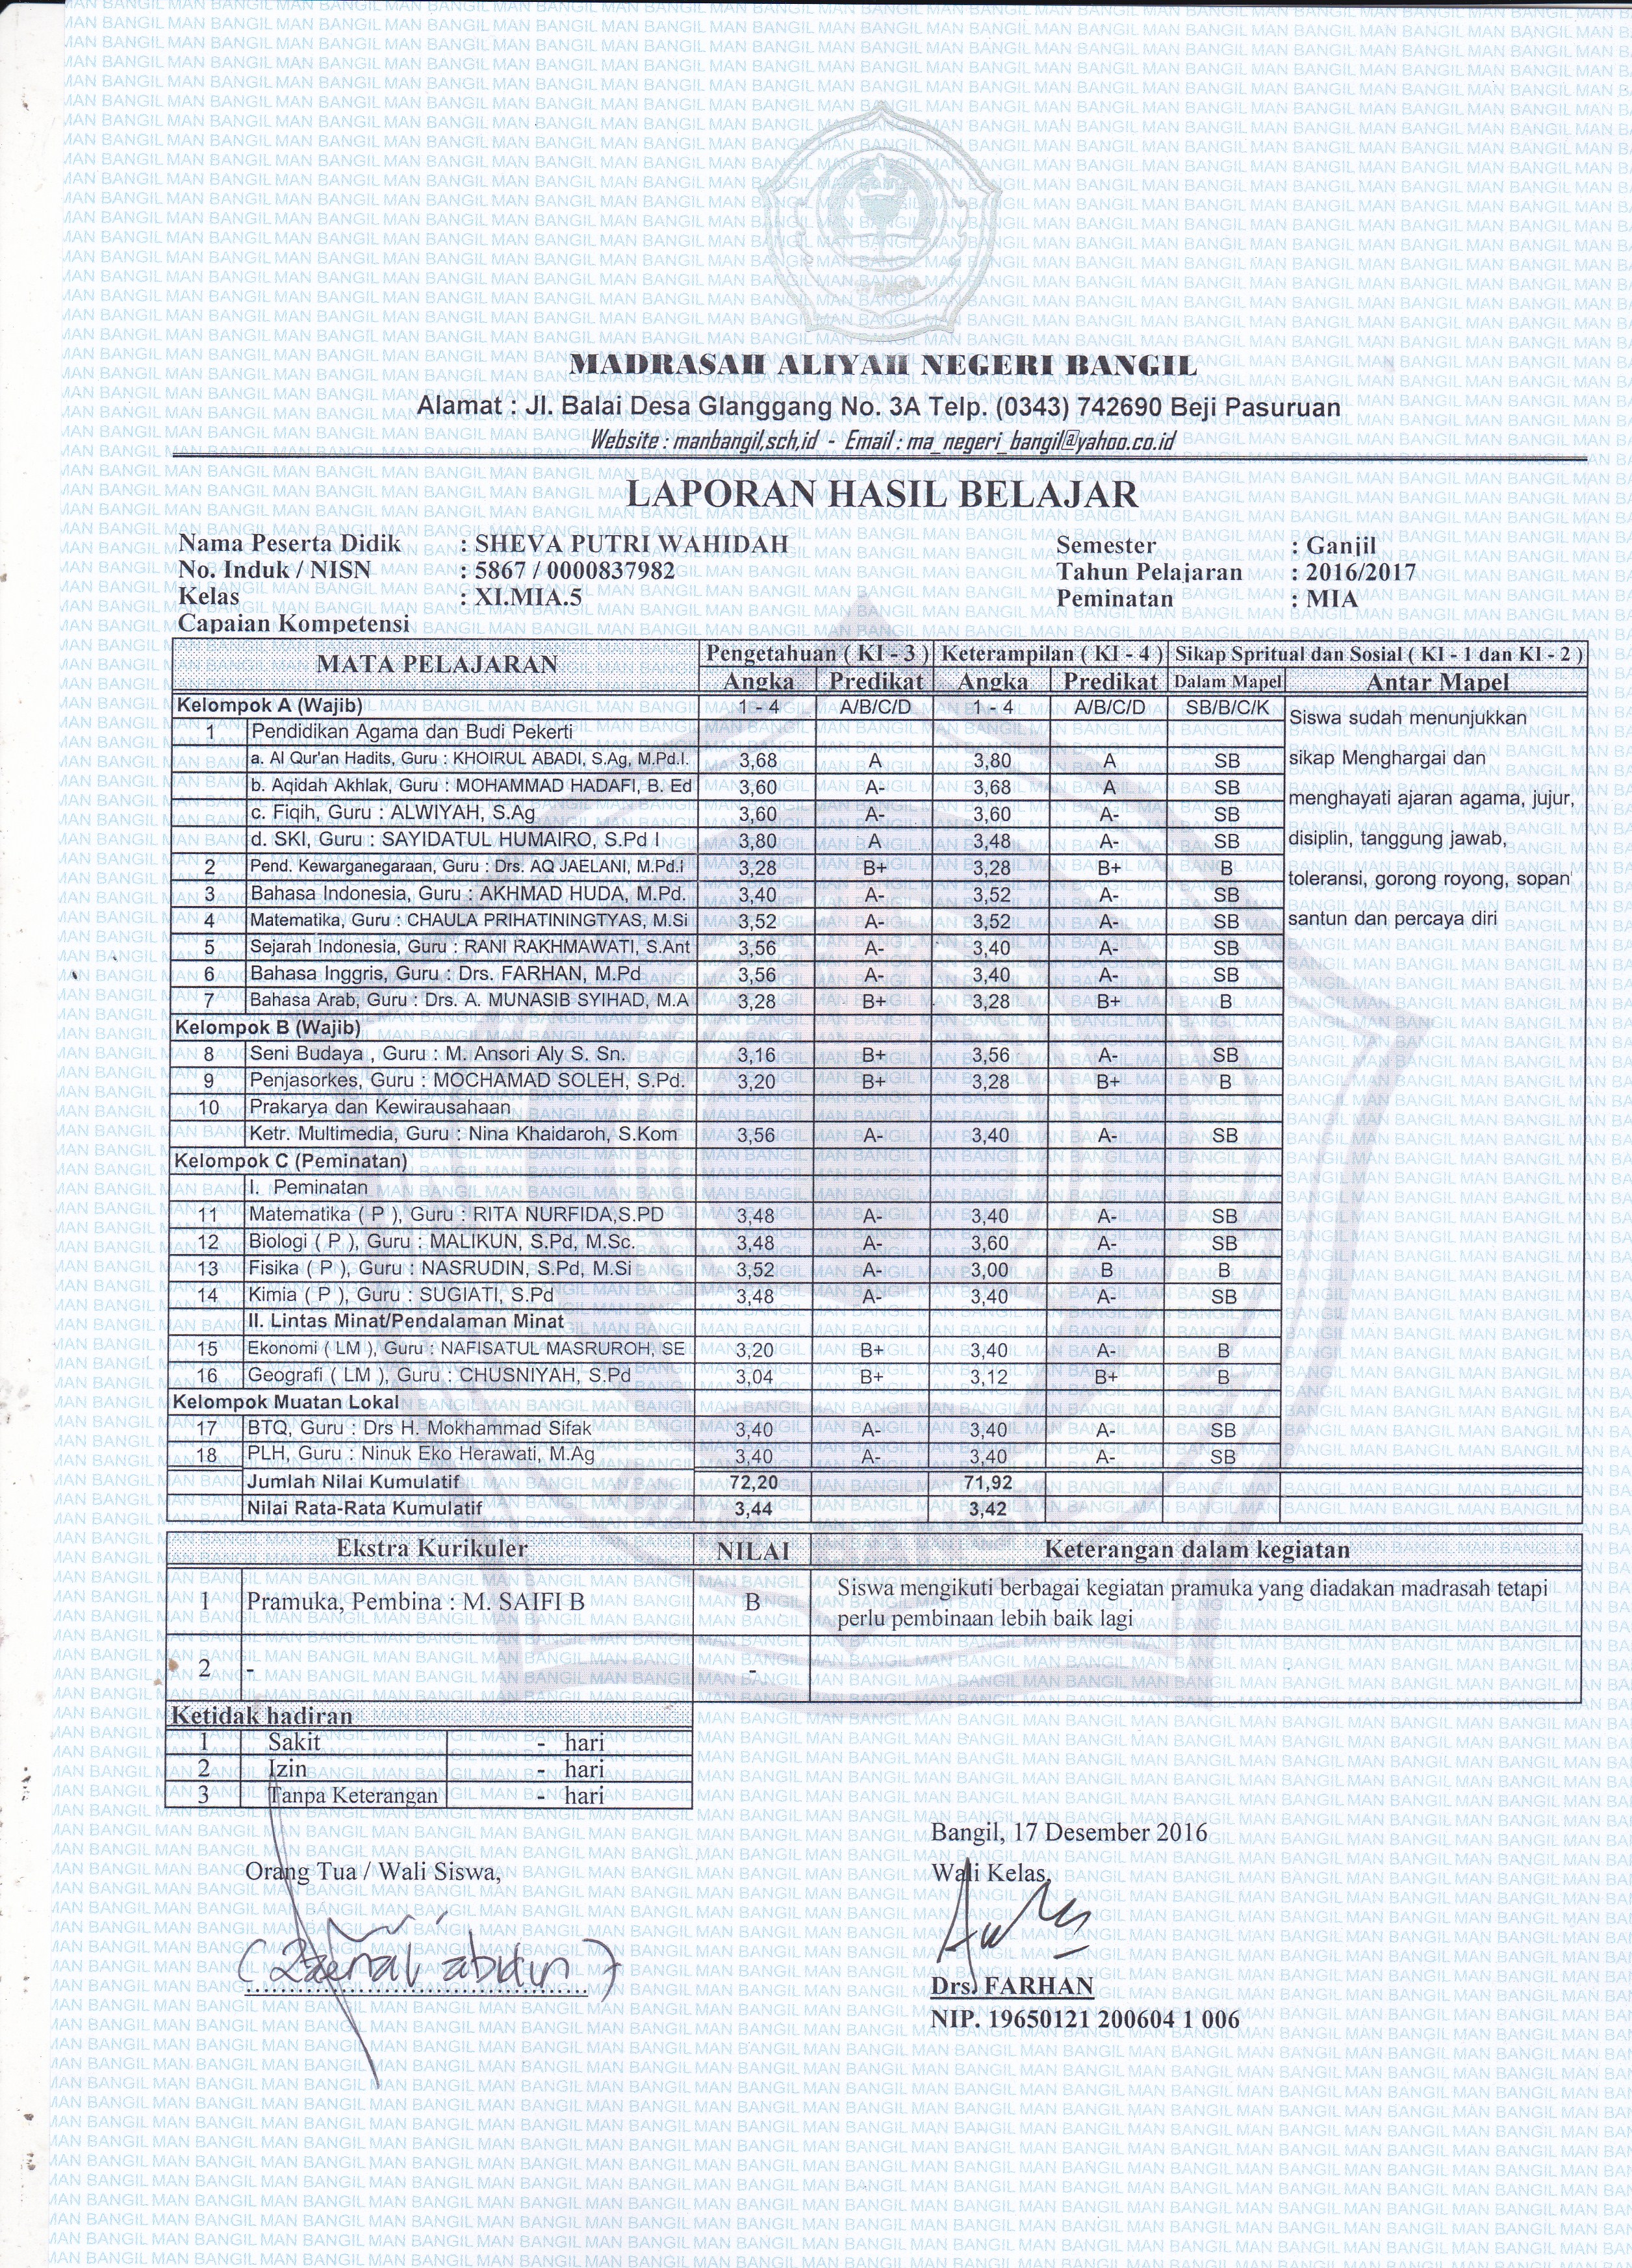 MADRASAH ALIYAH NEGERI BANGIL
Alamat : Jl. Balai Desa Glanggang No. 3A Telp. (0343) 742690 Beji Pasuruan
Website : manbangil,sch,id - Email : ma_negeri_bangil@yahoo.co.id
LAPORAN HASIL BELAJAR
Nama Peserta Didik : SHEVA PUTRI WAHIDAH Semester : Ganjil
No. Induk / NISN : 5867 / 0000837982 Tahun Pelajaran : 2016/2017
Kelas : XI.MIA.5 Peminatan : MIA
Capaian Kompetensi
MATA PELAJARAN Pengetahuan ( KI - 3 ) Keterampilan ( KI - 4 ) Sikap Spritual dan Sosial ( KI - 1 dan KI - 2 )
Angka Predikat Angka Predikat Dalam Mapel Antar Mapel
Kelompok A (Wajib) 1 - 4 A/B/C/D 1 - 4 A/B/C/D SB/B/C/K
Siswa sudah menunjukkan
sikap Menghargai dan
menghayati ajaran agama, jujur,
disiplin, tanggung jawab,
toleransi, gorong royong, sopan
santun dan percaya diri
1 Pendidikan Agama dan Budi Pekerti
a. Al Qur'an Hadits, Guru : KHOIRUL ABADI, S.Ag, M.Pd.I. 3,68 A 3,80 A SB
b. Aqidah Akhlak, Guru : MOHAMMAD HADAFI, B. Ed 3,60 A- 3,68 A SB
c. Fiqih, Guru : ALWIYAH, S.Ag 3,60 A- 3,60 A- SB
d. SKI, Guru : SAYIDATUL HUMAIRO, S.Pd I 3,80 A 3,48 A- SB
2 Pend. Kewarganegaraan, Guru : Drs. AQ JAELANI, M.Pd.i 3,28 B+ 3,28 B+ B
3 Bahasa Indonesia, Guru : AKHMAD HUDA, M.Pd. 3,40 A- 3,52 A- SB
4 Matematika, Guru : CHAULA PRIHATININGTYAS, M.Si 3,52 A- 3,52 A- SB
5 Sejarah Indonesia, Guru : RANI RAKHMAWATI, S.Ant 3,56 A- 3,40 A- SB
6 Bahasa Inggris, Guru : Drs. FARHAN, M.Pd 3,56 A- 3,40 A- SB
7 Bahasa Arab, Guru : Drs. A. MUNASIB SYIHAD, M.A 3,28 B+ 3,28 B+ B
Kelompok B (Wajib)
8 Seni Budaya , Guru : M. Ansori Aly S. Sn. 3,16 B+ 3,56 A- SB
9 Penjasorkes, Guru : MOCHAMAD SOLEH, S.Pd. 3,20 B+ 3,28 B+ B
10 Prakarya dan Kewirausahaan
Ketr. Multimedia, Guru : Nina Khaidaroh, S.Kom 3,56 A- 3,40 A- SB
Kelompok C (Peminatan)
I. Peminatan
11 Matematika ( P ), Guru : RITA NURFIDA,S.PD 3,48 A- 3,40 A- SB
12 Biologi ( P ), Guru : MALIKUN, S.Pd, M.Sc. 3,48 A- 3,60 A- SB
13 Fisika ( P ), Guru : NASRUDIN, S.Pd, M.Si 3,52 A- 3,00 B B
14 Kimia ( P ), Guru : SUGIATI, S.Pd 3,48 A- 3,40 A- SB
II. Lintas Minat/Pendalaman Minat
15 Ekonomi ( LM ), Guru : NAFISATUL MASRUROH, SE 3,20 B+ 3,40 A- B
16 Geografi ( LM ), Guru : CHUSNIYAH, S.Pd 3,04 B+ 3,12 B+ B
Kelompok Muatan Lokal
17 BTQ, Guru : Drs H. Mokhammad Sifak 3,40 A- 3,40 A- SB
18 PLH, Guru : Ninuk Eko Herawati, M.Ag 3,40 A- 3,40 A- SB
Jumlah Nilai Kumulatif 72,20 71,92
Nilai Rata-Rata Kumulatif 3,44 3,42
Ekstra Kurikuler NILAI Keterangan dalam kegiatan
1 Pramuka, Pembina : M. SAIFI B B Siswa mengikuti berbagai kegiatan pramuka yang diadakan madrasah tetapi
perlu pembinaan lebih baik lagi
2 - -
Ketidak hadiran
1 Sakit - hari
2 Izin - hari
3 Tanpa Keterangan - hari
Bangil, 17 Desember 2016
Orang Tua / Wali Siswa, Wali Kelas,
( Zaenal abidin )
Drs. FARHAN
NIP. 19650121 200604 1 006